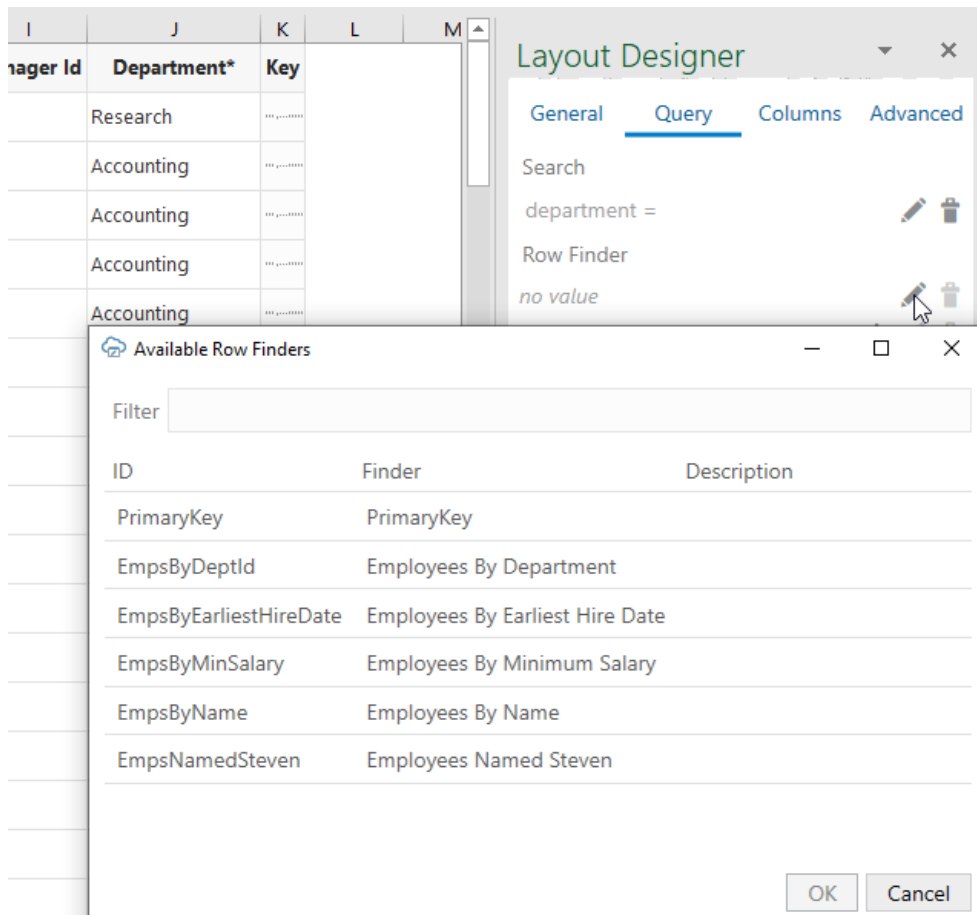 I J K L M
nager Id Department* Key
Research
Accounting
Accounting
Accounting
Accounting
Layout Designer
General Query Columns Advanced
Search
department =
Row Finder
no value
Available Row Finders
Filter
ID Finder Description
PrimaryKey PrimaryKey
EmpsByDeptId Employees By Department
EmpsByEarliestHireDate Employees By Earliest Hire Date
EmpsByMinSalary Employees By Minimum Salary
EmpsByName Employees By Name
EmpsNamedSteven Employees Named Steven
OK Cancel